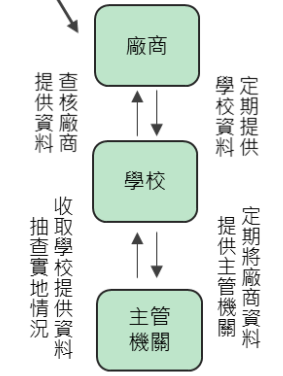 廠商
查核廠商
提供資料
定期提供
學校資料
學校
收取學校提供資料
抽查實地情況
定期將廠商資料
提供主管機關
主管
機關